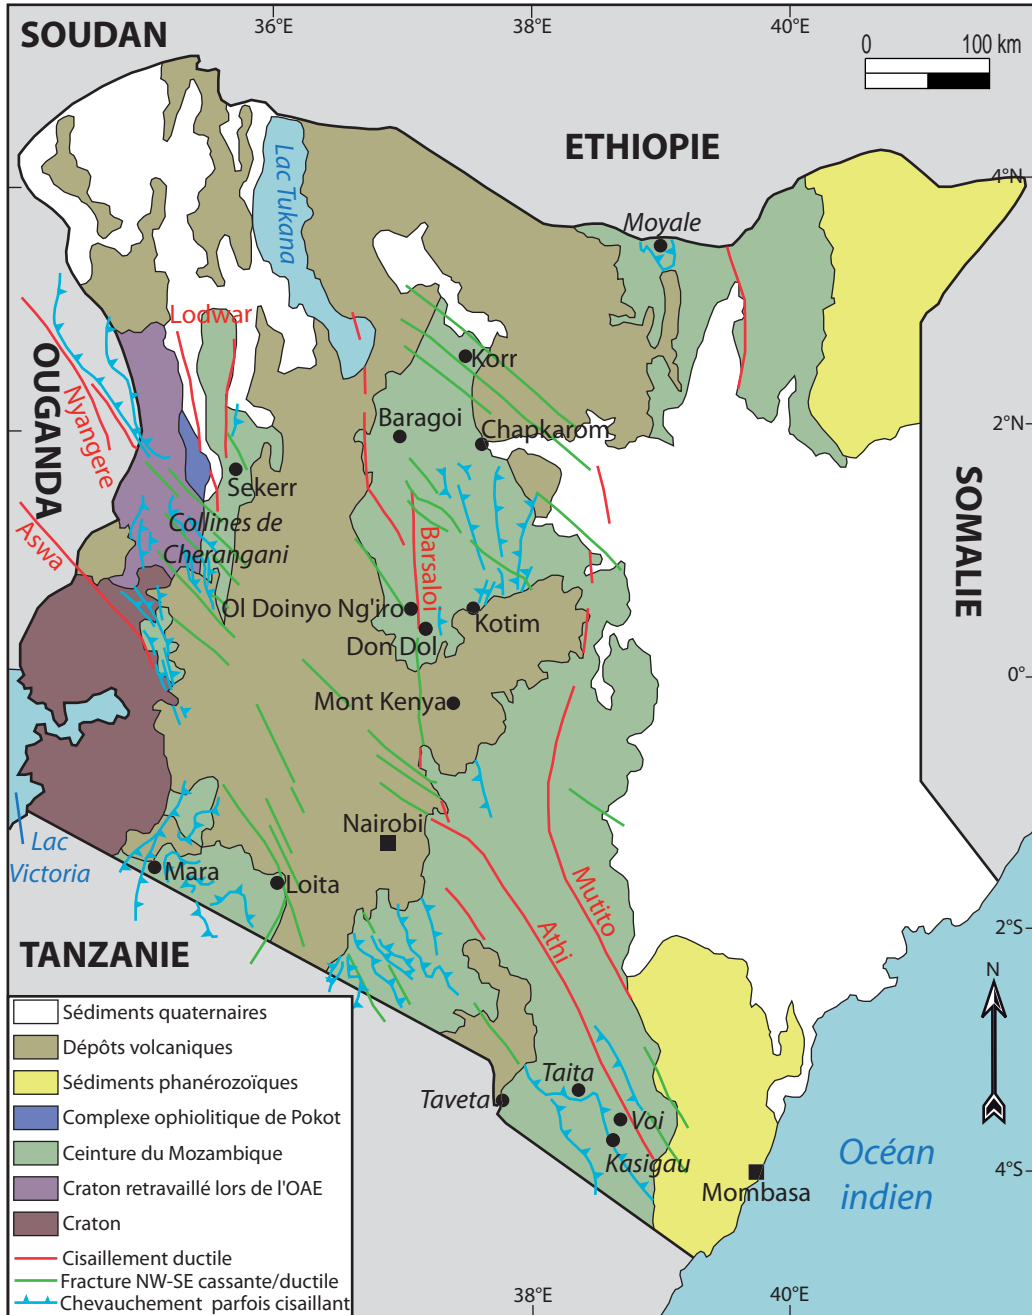 SOUDAN
36°E
38°E
40°E
0
100 km
ETHIOPIE
Lac Tukana
Moyale
4°N
Lodwar
OUGANDA
Nyangere
Korr
Baragoi
Chapkarom
2°N
Sekerr
SOMALIE
Aswa
Collines de
Cherangani
Barsaloi
Ol Doinyo Ng'iro
Kotim
Don Dol
0°
Mont Kenya
Nairobi
Lac
Victoria
Mara
Loita
Mutito
Athi
2°S
TANZANIE
N
Taita
Taveta
Voi
Kasigau
Océan
indien
4°S
Mombasa
Sédiments quaternaires
Dépôts volcaniques
Sédiments phanérozoïques
Complexe ophiolitique de Pokot
Ceinture du Mozambique
Craton retravaillé lors de l'OAE
Craton
Cisaillement ductile
Fracture NW-SE cassante/ductile
Chevauchement parfois cisaillant
38°E
40°E